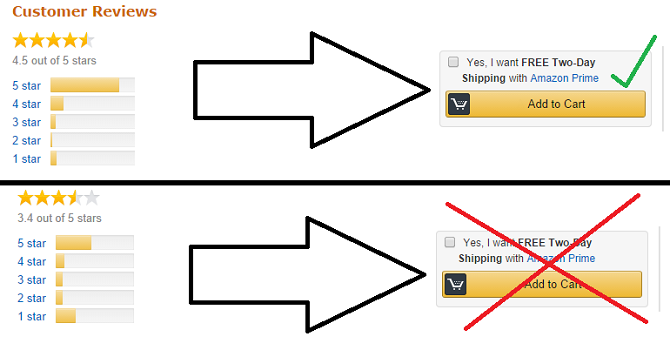 Customer Reviews
4.5 out of 5 stars
5 star
4 star
3 star
2 star
1 star
Yes, I want FREE Two-Day
Shipping with Amazon Prime
Add to Cart
3.4 out of 5 stars
5 star
4 star
3 star
2 star
1 star
Yes, I want FREE Two-Day
Shipping with Amazon Prime
Add to Cart